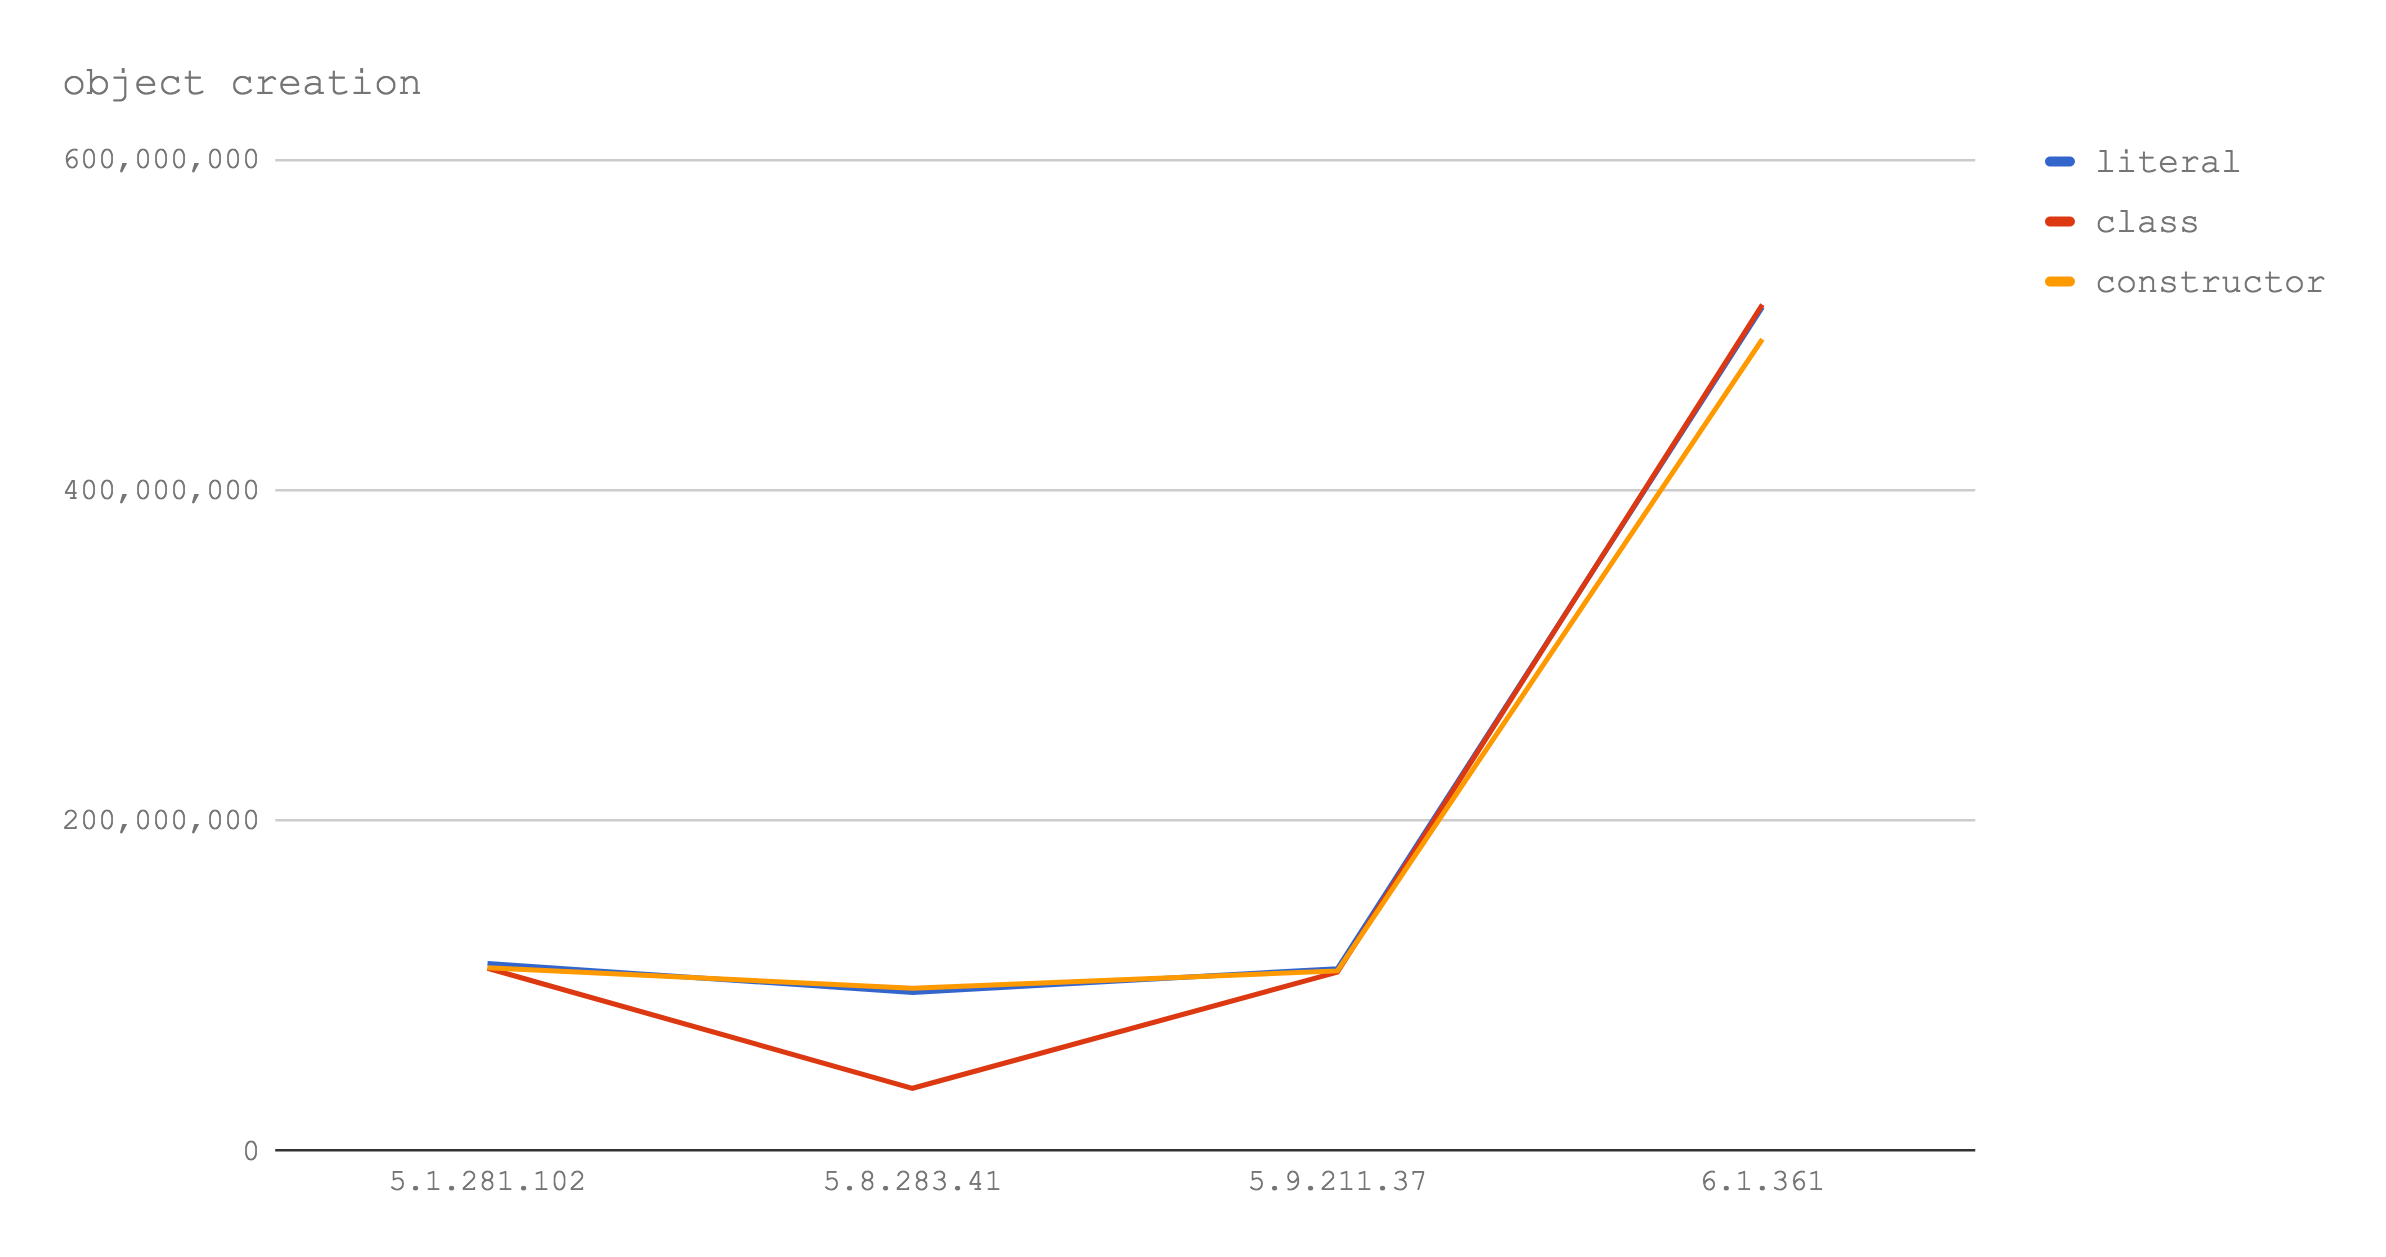 object creation
600,000,000
400,000,000
200,000,000
0
5.1.281.102
5.8.283.41
5.9.211.37
6.1.361
literal
class
constructor